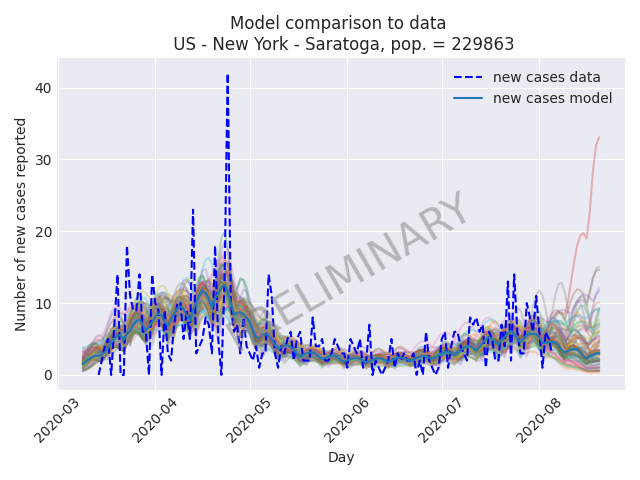 Model comparison to data
US - New York - Saratoga, pop. = 229863
new cases data
new cases model
Number of new cases reported
40
30
20
10
0
ELIMINARY
2020-03
2020-04
2020-05
2020-06
2020-07
2020-08
Day